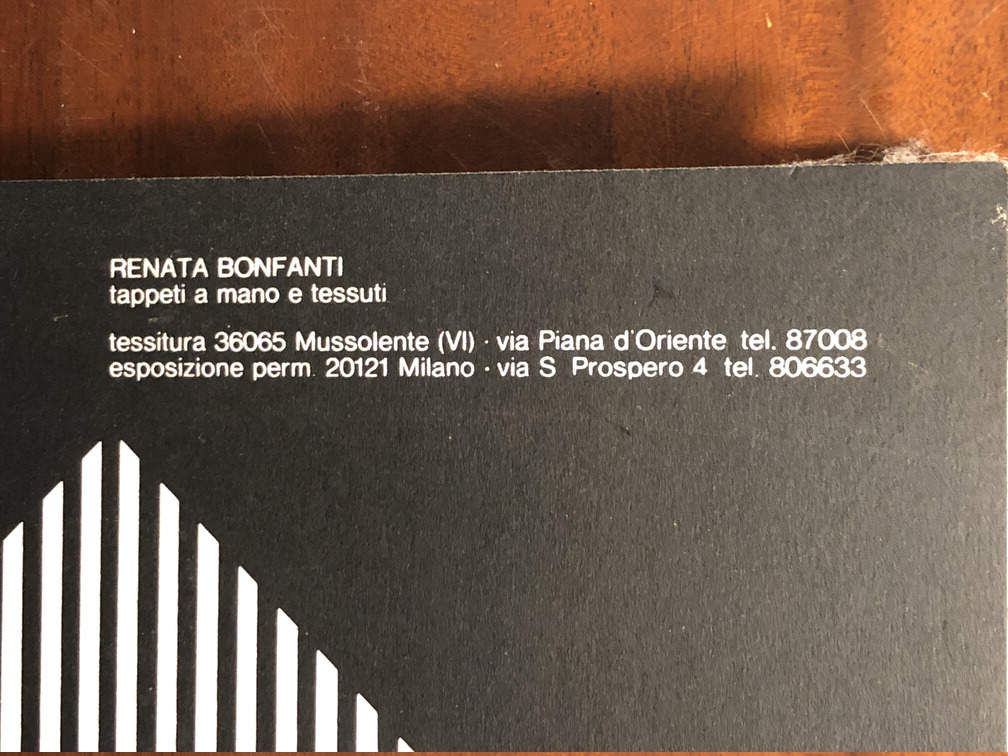 RENATA BONFANTI
tappeti a mano e tessuti
tessitura 36065 Mussolente (VI) · via Piana d'Oriente tel. 87008
esposizione perm. 20121 Milano · via S Prospero 4 tel. 806633